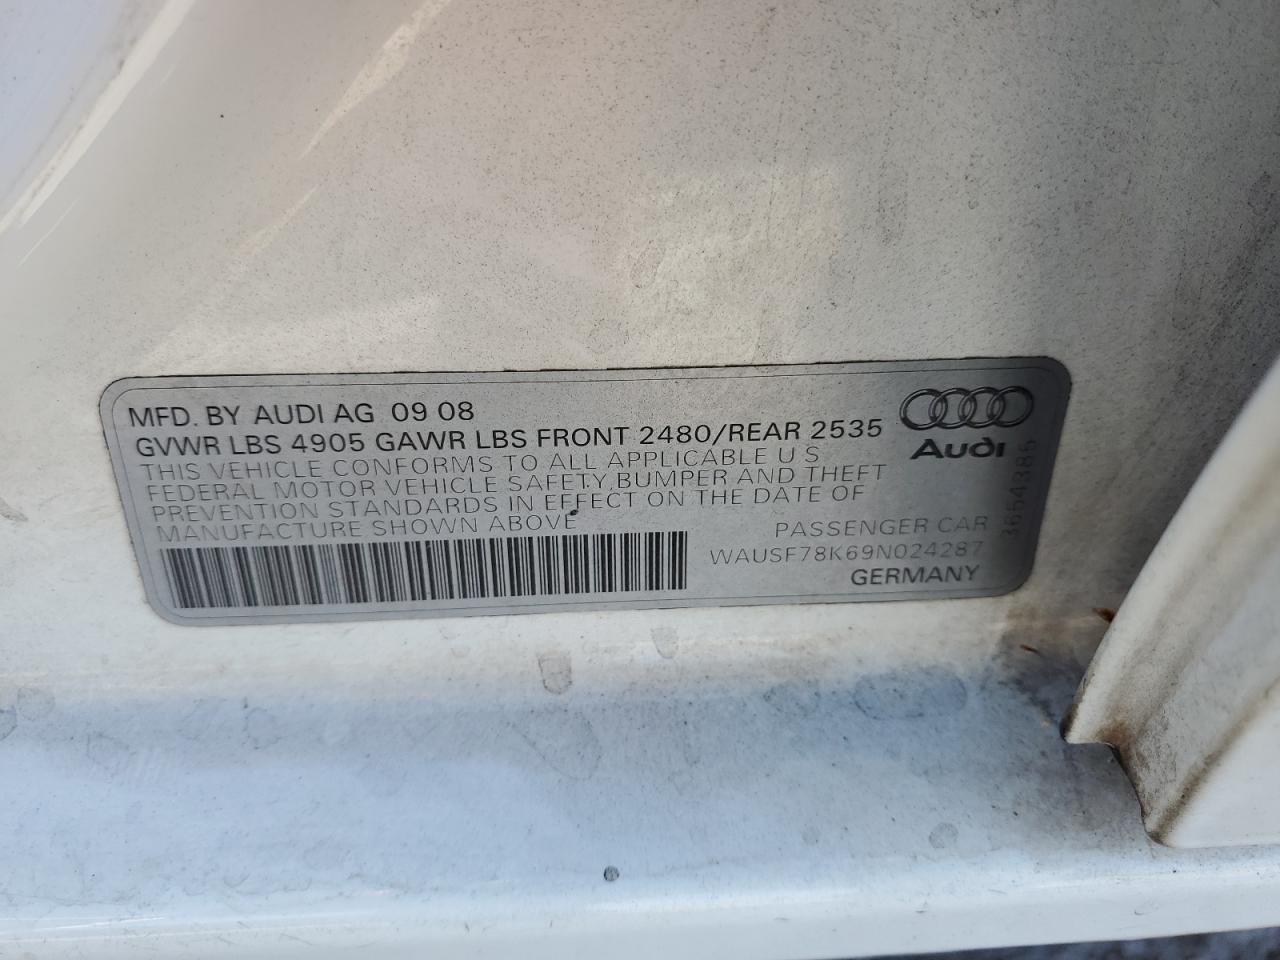 MFD. BY AUDI AG 09 08
GVWR LBS 4905 GAWR LBS FRONT 2480/REAR 2535
THIS VEHICLE CONFORMS TO ALL APPLICABLE U S
FEDERAL MOTOR VEHICLE SAFETY, BUMPER AND THEFT
PREVENTION STANDARDS IN EFFECT ON THE DATE OF
MANUFACTURE SHOWN ABOVE
PASSENGER CAR
WAUSF78K69N024287
GERMANY
Audi
3654385